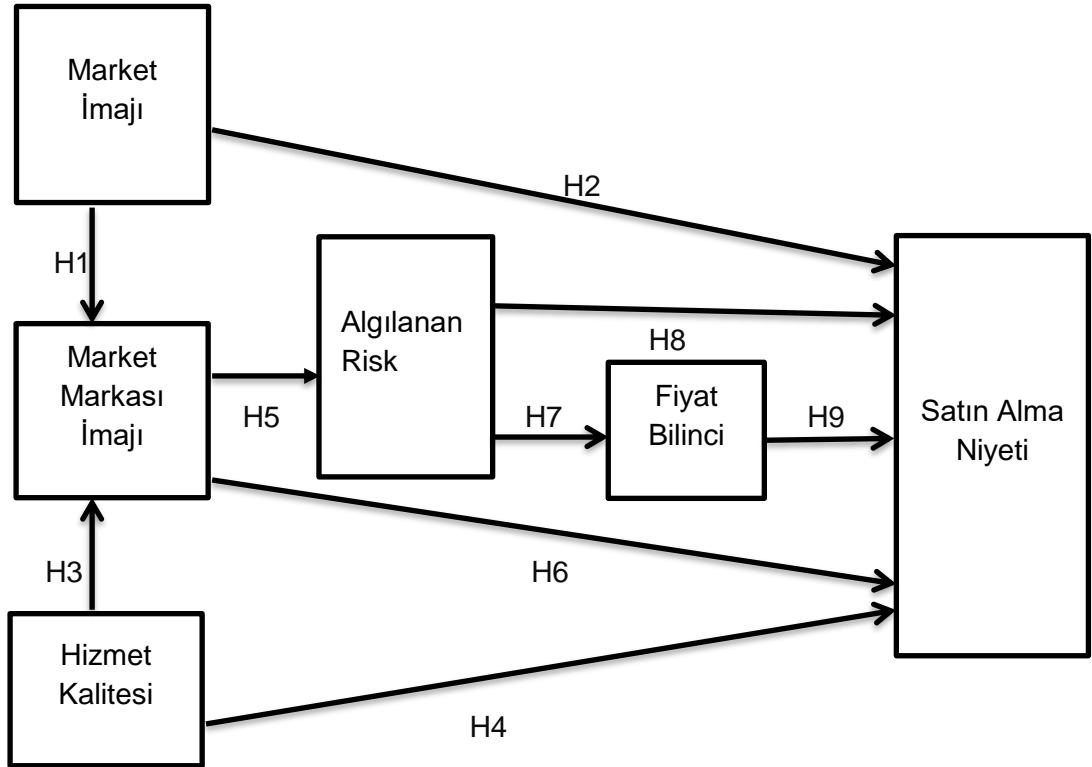 Market
İmajı
H2
H1
Algılanan
Risk
H8
Market
Markası
İmajı
H5
H7
Fiyat
Bilinci
H9
Satın Alma
Niyeti
H3
H6
Hizmet
Kalitesi
H4